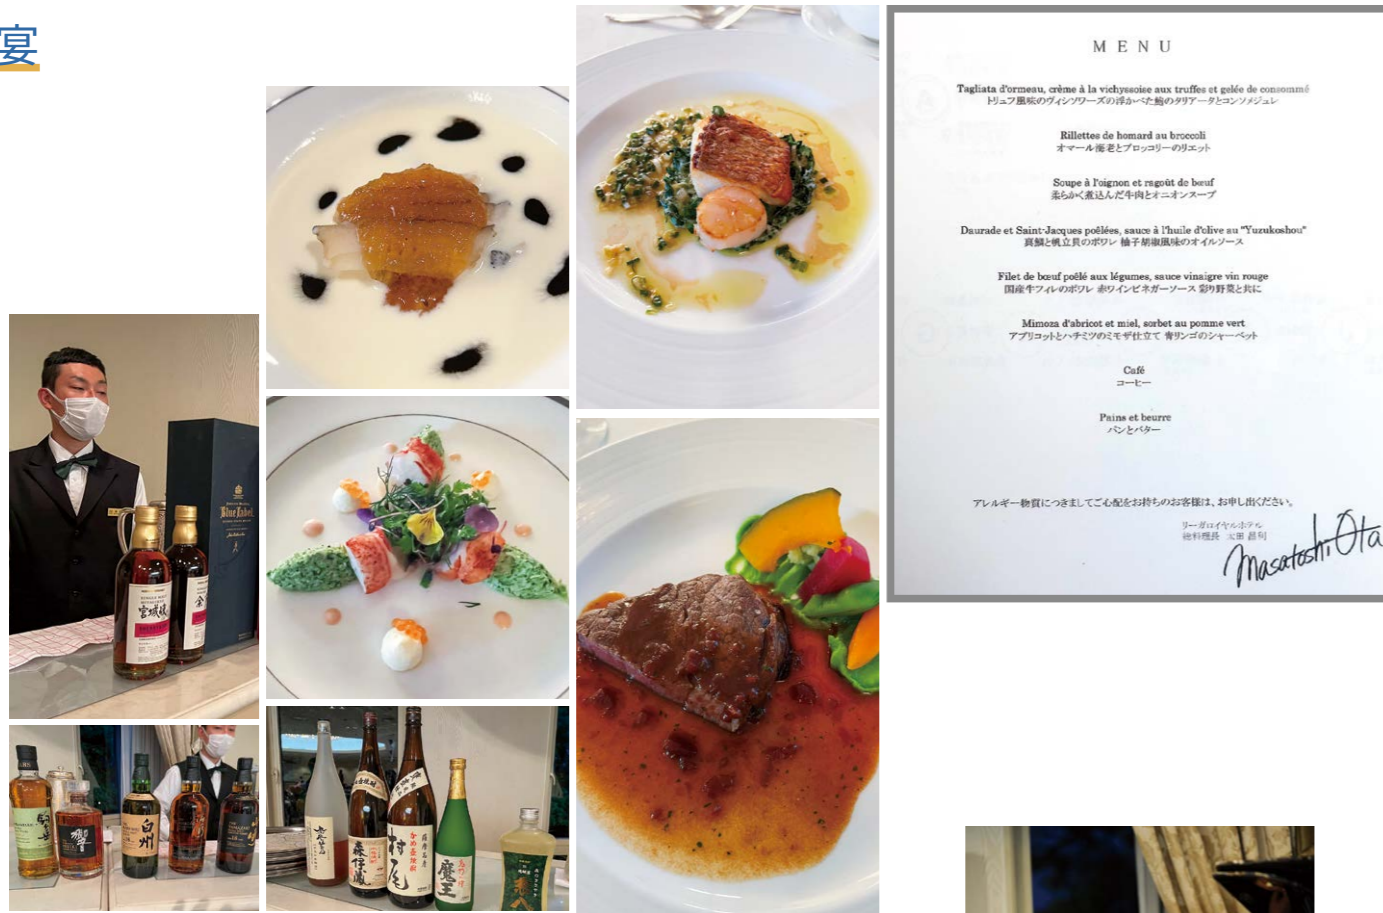 宴
MENU
Tagliata d'ormeau, crème à la vichyssoise aux truffes et gelée de consommé
トリュフ風味のヴィシソワーズの浮かべた鮑のタリアータとコンソメジュレ
Rillettes de homard au broccoli
オマール海老とブロッコリーのリエット
Soupe à l'oignon et ragoût de bœuf
柔らかく煮込んだ牛肉とオニオンスープ
Daurade et Saint-Jacques poêlées, sauce à l'huile d'olive au "Yuzukoshou"
真鯛と帆立貝のポワレ 柚子胡椒風味のオイルソース
Filet de bœuf poêlé aux légumes, sauce vinaigre vin rouge
国産牛フィレのポワレ 赤ワインビネガーソース 彩り野菜と共に
Mimoza d'abricot et miel, sorbet au pomme vert
アプリコットとハチミツのミモザ仕立て 青リンゴのシャーベット
Café
コーヒー
Pains et beurre
パンとバター
アレルギー物質につきましてご心配をお持ちのお客様は、お申し出ください。
リーガロイヤルホテル
総料理長 太田 昌利
Masatoshi Ota
Blue Label
SINGLE MALT
宮城峡
余
響
白州
森伊蔵
村尾
かめ壺焼酎
薩摩名産
魔王